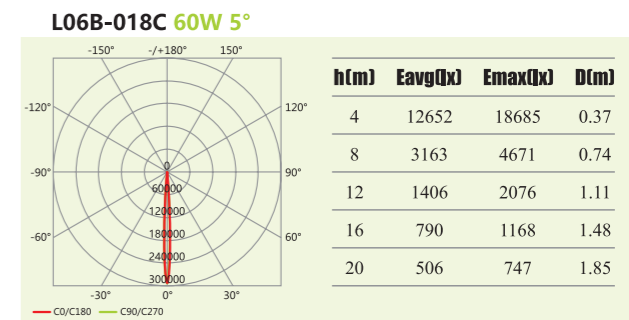 L06B-018C 60W 5°
-150° -/+180° 150°
-120° 120°
-90° 0 90°
60000
120000
-60° 180000 60°
240000
300000
-30° 0° 30°
C0/C180 C90/C270
h(m) Eavg(lx) Emax(lx) D(m)
4 12652 18685 0.37
8 3163 4671 0.74
12 1406 2076 1.11
16 790 1168 1.48
20 506 747 1.85